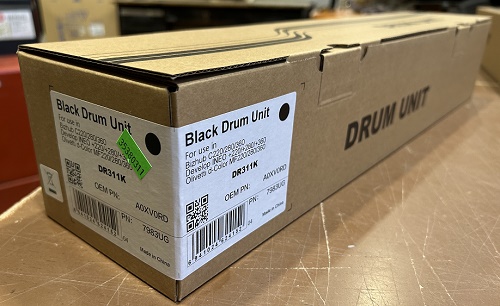 Black Drum Unit
For use in
Bizhub C220/280/360
Develop INEO +220/+280/+360
Olivetti d-Color MF220/280/360
DR311K
OEM PN: A0XV0RD
PN: 7983UG
Made in China
Black Drum Unit
For use in
Bizhub C220/280/360
Develop INEO +220/+280/+360
Olivetti d-Color MF220/280/360
DR311K
OEM PN: A0XV0RD
PN: 7983UG
Made in China
DRUM UNIT